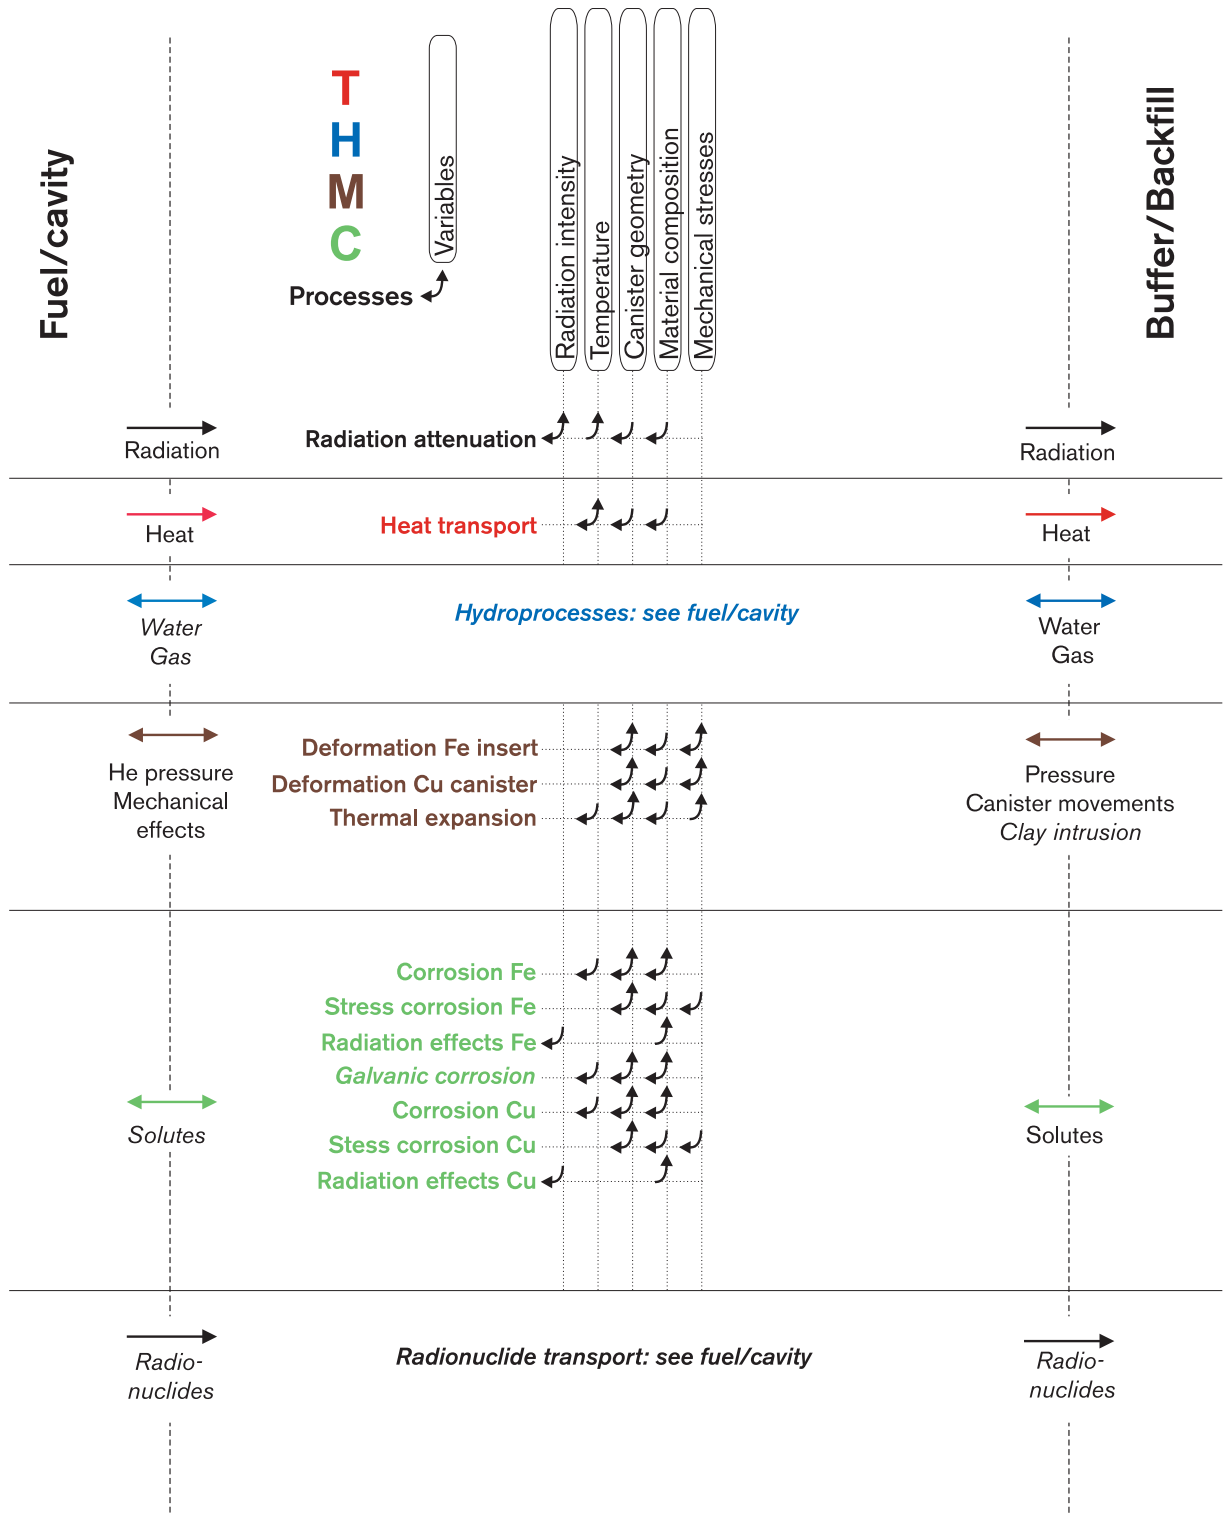 Fuel/cavity
T
H
M
C
Processes
Variables
Radiation intensity
Temperature
Canister geometry
Material composition
Mechanical stresses
Buffer/Backfill
Radiation
Radiation attenuation
Radiation
Heat
Heat transport
Heat
Water
Gas
Hydroprocesses: see fuel/cavity
Water
Gas
He pressure
Mechanical
effects
Deformation Fe insert
Deformation Cu canister
Thermal expansion
Pressure
Canister movements
Clay intrusion
Corrosion Fe
Stress corrosion Fe
Radiation effects Fe
Galvanic corrosion
Corrosion Cu
Stess corrosion Cu
Radiation effects Cu
Solutes
Solutes
Radio-
nuclides
Radionuclide transport: see fuel/cavity
Radio-
nuclides